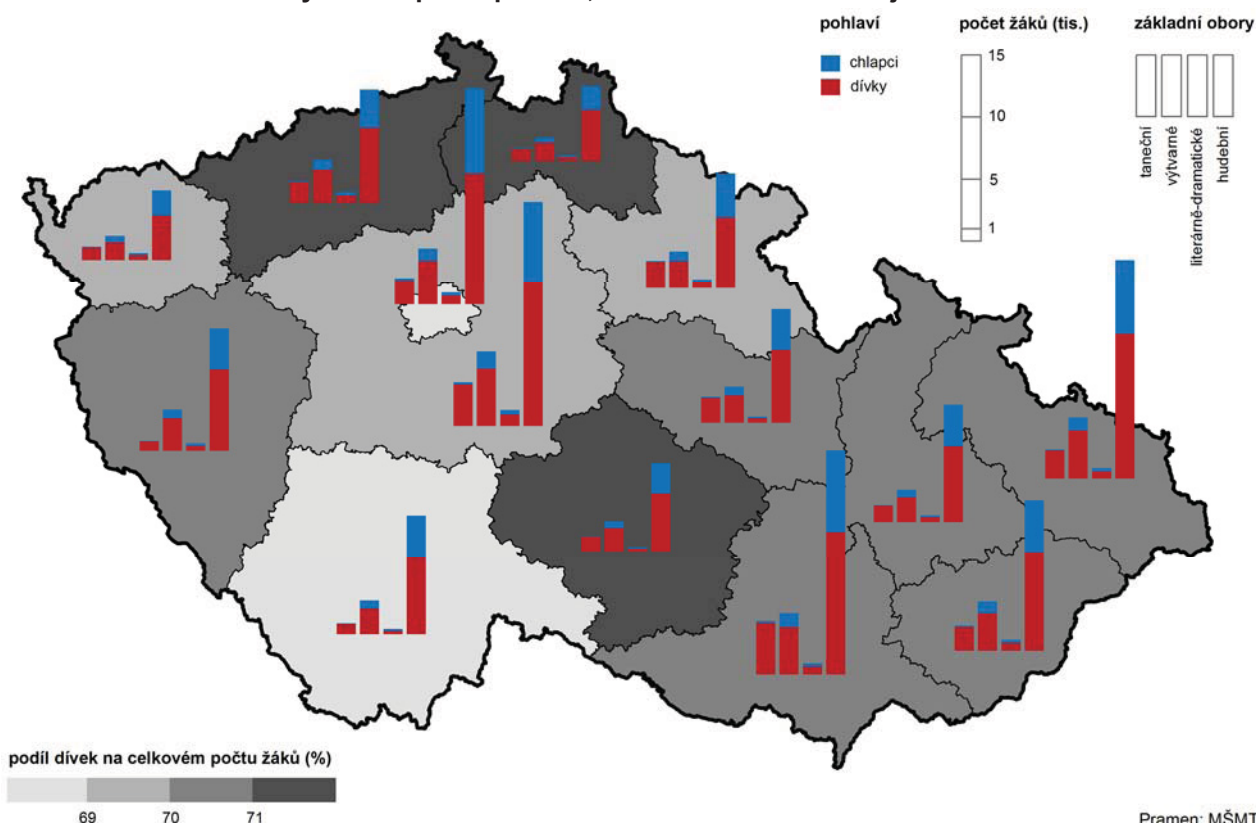 pohlaví
chlapci
dívky
počet žáků (tis.)
15
10
5
1
základní obory
taneční
výtvarné
literárně-dramatické
hudební
podíl dívek na celkovém počtu žáků (%)
69 70 71
Pramen: MŠMT